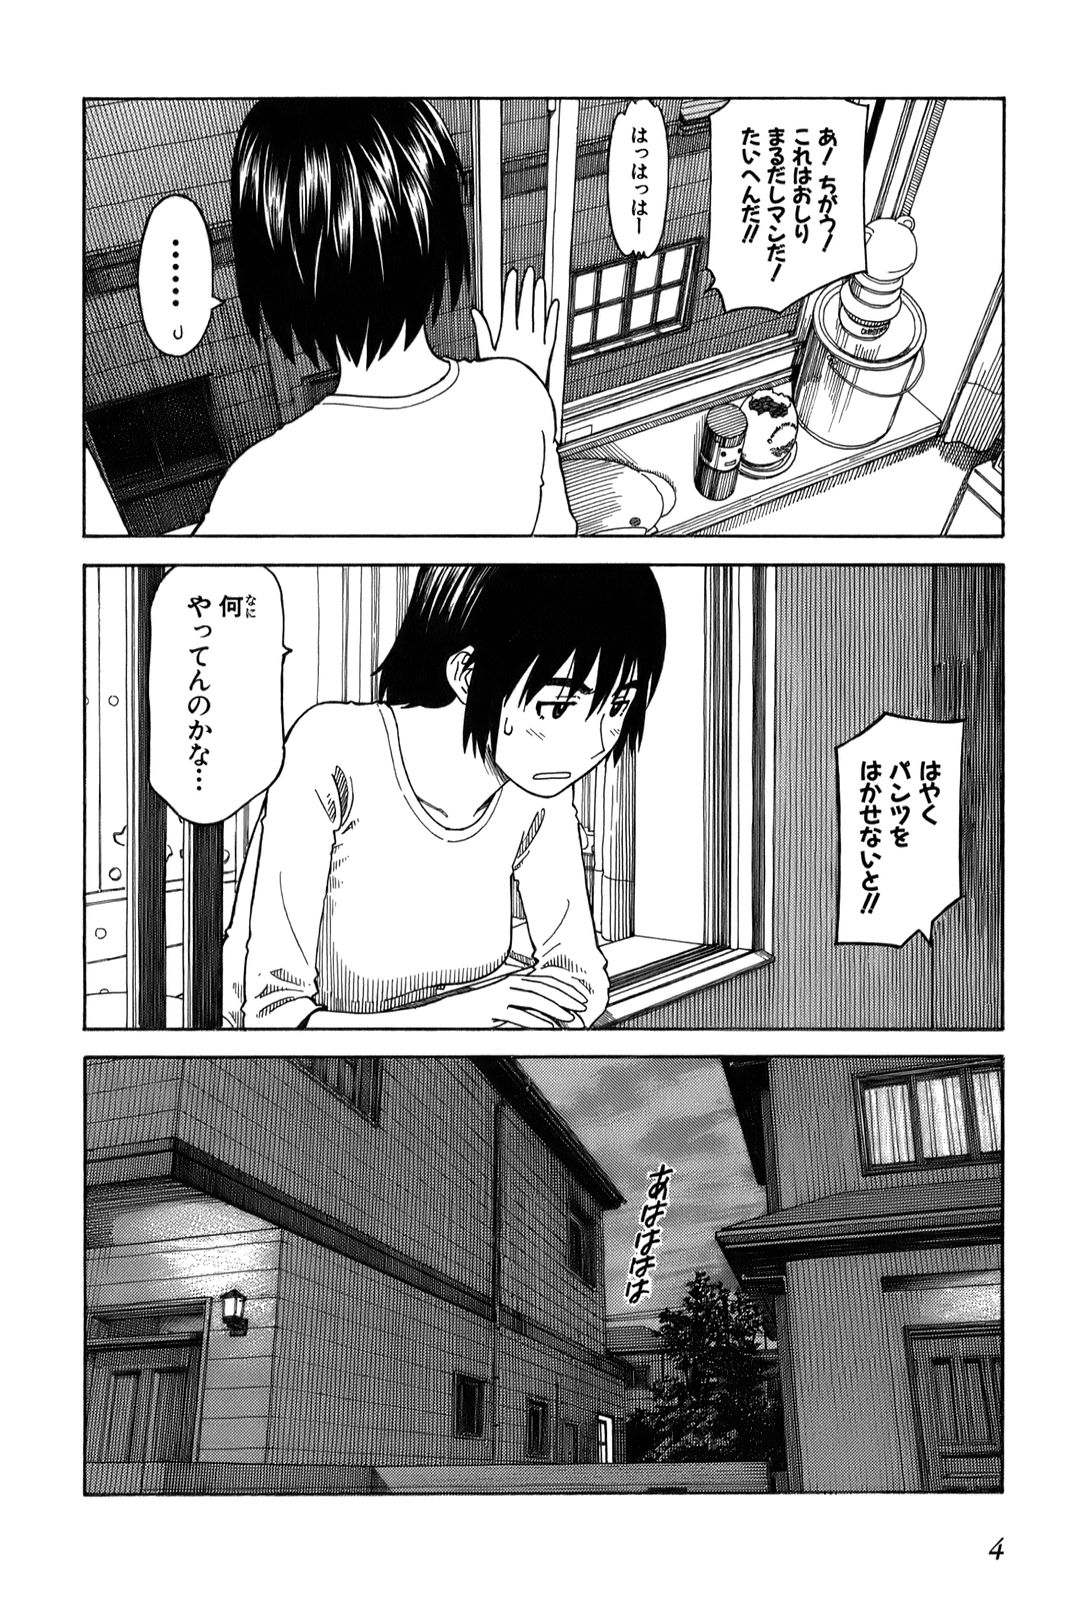 あ！ちがう！
これはおしり
まるだしマンだ！
たいへんだ!!
はっはっはー
……
はやく
パンツを
はかせないと!!
何
なに
やってんのかな…
あはははは
4